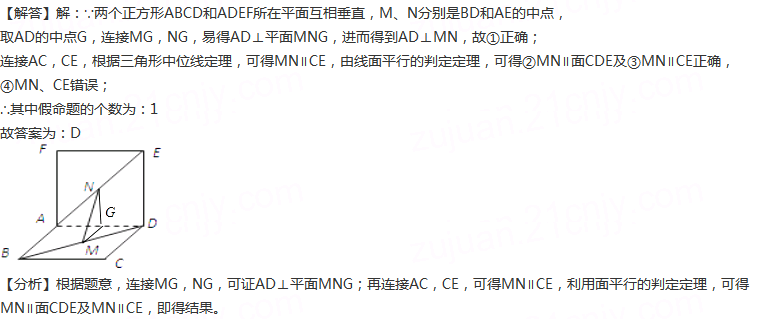 【解答】解：∵两个正方形ABCD和ADEF所在平面互相垂直，M、N分别是BD和AE的中点，
取AD的中点G，连接MG，NG，易得AD⊥平面MNG，进而得到AD⊥MN，故①正确；
连接AC，CE，根据三角形中位线定理，可得MN∥CE，由线面平行的判定定理，可得②MN∥面CDE及③MN∥CE正确，
④MN、CE错误；
∴其中假命题的个数为：1
故答案为：D
F
E
N
A
G
D
B
M
C
【分析】根据题意，连接MG，NG，可证AD⊥平面MNG；再连接AC，CE，可得MN∥CE，利用面平行的判定定理，可得
MN∥面CDE及MN∥CE，即得结果。